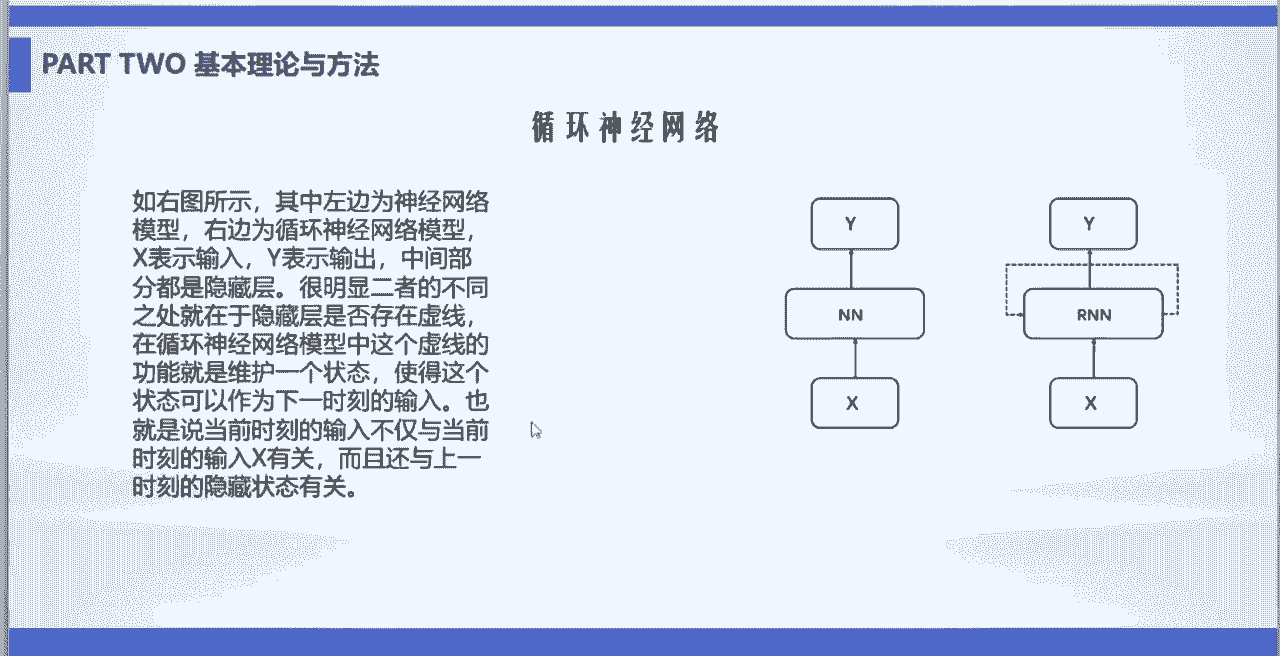 PART TWO 基本理论与方法
循环神经网络
如右图所示，其中左边为神经网络
模型，右边为循环神经网络模型，
X表示输入，Y表示输出，中间部
分都是隐藏层。很明显二者的不同
之处就在于隐藏层是否存在虚线，
在循环神经网络模型中这个虚线的
功能就是维护一个状态，使得这个
状态可以作为下一时刻的输入。也
就是说当前时刻的输入不仅与当前
时刻的输入X有关，而且还与上一
时刻的隐藏状态有关。
Y
NN
X
Y
RNN
X